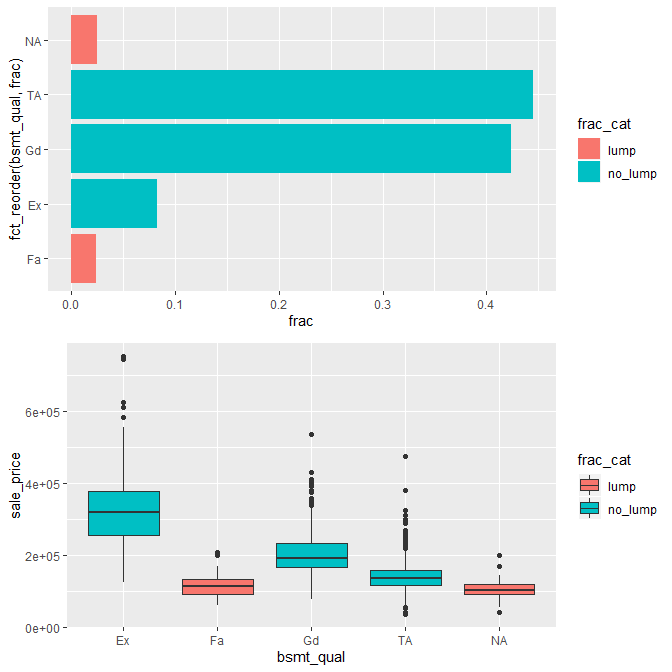 fct_reorder(bsmt_qual, frac)
NA
TA
Gd
Ex
Fa
0.0 0.1 0.2 0.3 0.4
frac
frac_cat
lump
no_lump
sale_price
6e+05
4e+05
2e+05
0e+00
Ex Fa Gd TA NA
bsmt_qual
frac_cat
lump
no_lump